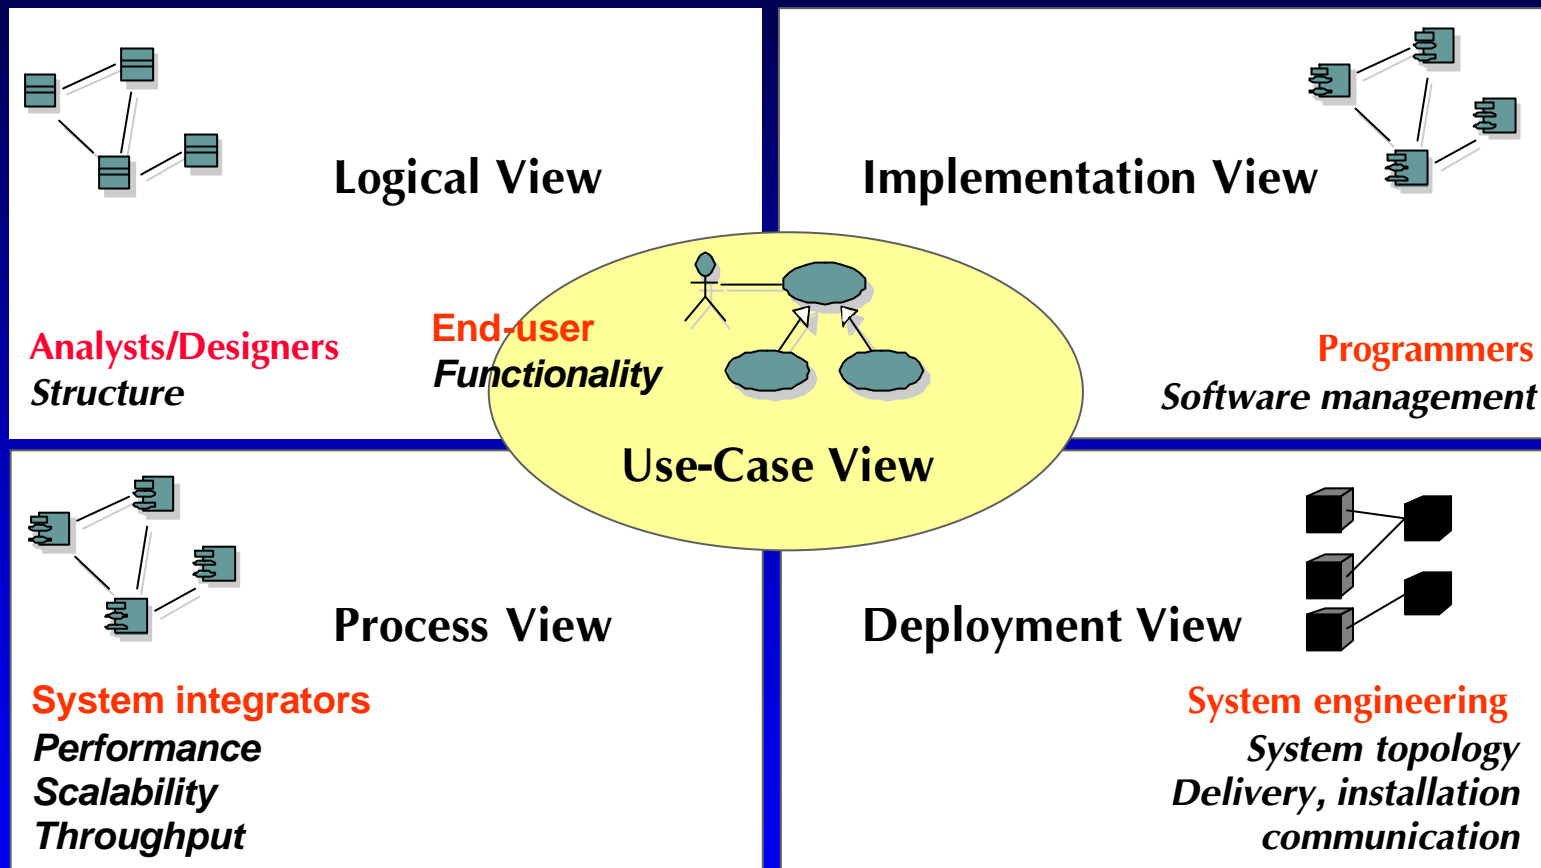 Logical View
Analysts/Designers
Structure
Implementation View
Programmers
Software management
End-user
Functionality
Use-Case View
Process View
System integrators
Performance
Scalability
Throughput
Deployment View
System engineering
System topology
Delivery, installation
communication